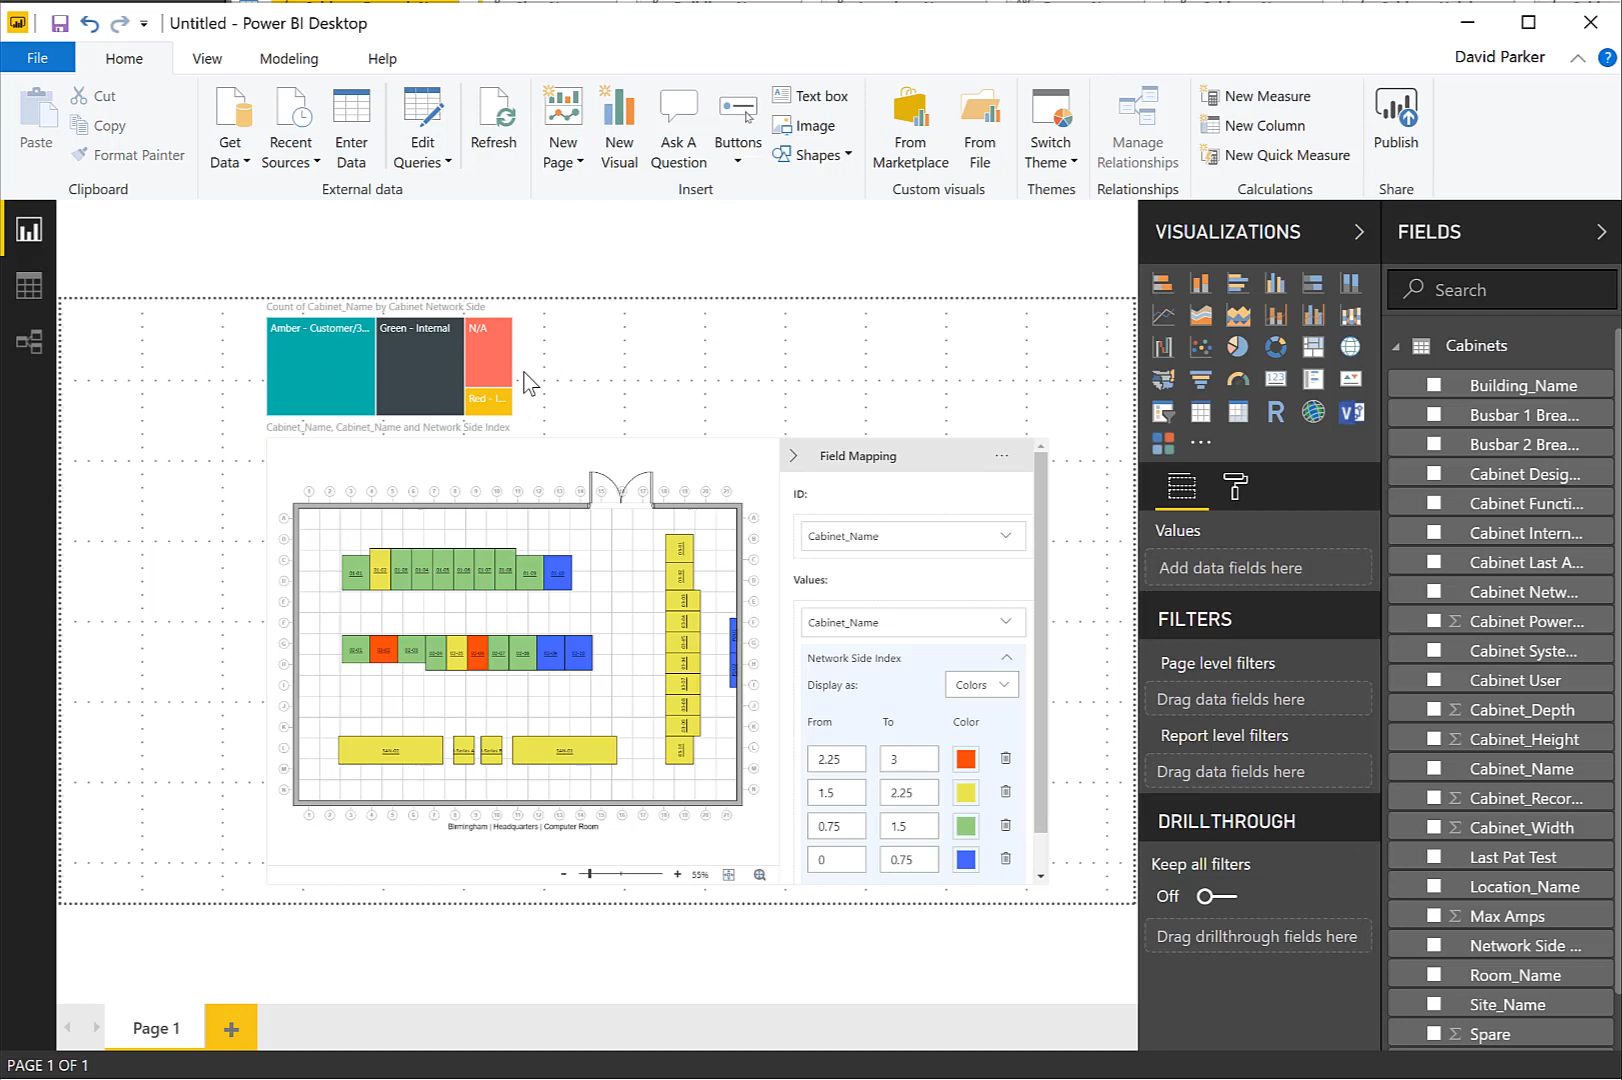 Untitled - Power BI Desktop
File
Home
View
Modeling
Help
David Parker
?
Paste
Cut
Copy
Format Painter
Clipboard
Get
Data
Recent
Sources
Enter
Data
Edit
Queries
Refresh
External data
New
Page
New
Visual
Ask A
Question
Buttons
Text box
Image
Shapes
Insert
From
Marketplace
From
File
Custom visuals
Switch
Theme
Themes
Manage
Relationships
Relationships
New Measure
New Column
New Quick Measure
Calculations
Publish
Share
Count of Cabinet_Name by Cabinet Network Side
Amber - Customer/3...
Green - Internal
N/A
Red - I...
Cabinet_Name, Cabinet_Name and Network Side Index
Birmingham | Headquarters | Computer Room
55%
Field Mapping
ID:
Cabinet_Name
Values:
Cabinet_Name
Network Side Index
Display as:
Colors
From To Color
2.25 3
1.5 2.25
0.75 1.5
0 0.75
VISUALIZATIONS
Values
Add data fields here
FILTERS
Page level filters
Drag data fields here
Report level filters
Drag data fields here
DRILLTHROUGH
Keep all filters
Off
Drag drillthrough fields here
FIELDS
Search
Cabinets
Building_Name
Busbar 1 Brea...
Busbar 2 Brea...
Cabinet Desig...
Cabinet Functi...
Cabinet Intern...
Cabinet Last A...
Cabinet Netw...
Σ Cabinet Power...
Cabinet Syste...
Cabinet User
Σ Cabinet_Depth
Σ Cabinet_Height
Cabinet_Name
Σ Cabinet_Recor...
Σ Cabinet_Width
Last Pat Test
Location_Name
Σ Max Amps
Network Side ...
Room_Name
Site_Name
Σ Spare
Page 1
PAGE 1 OF 1